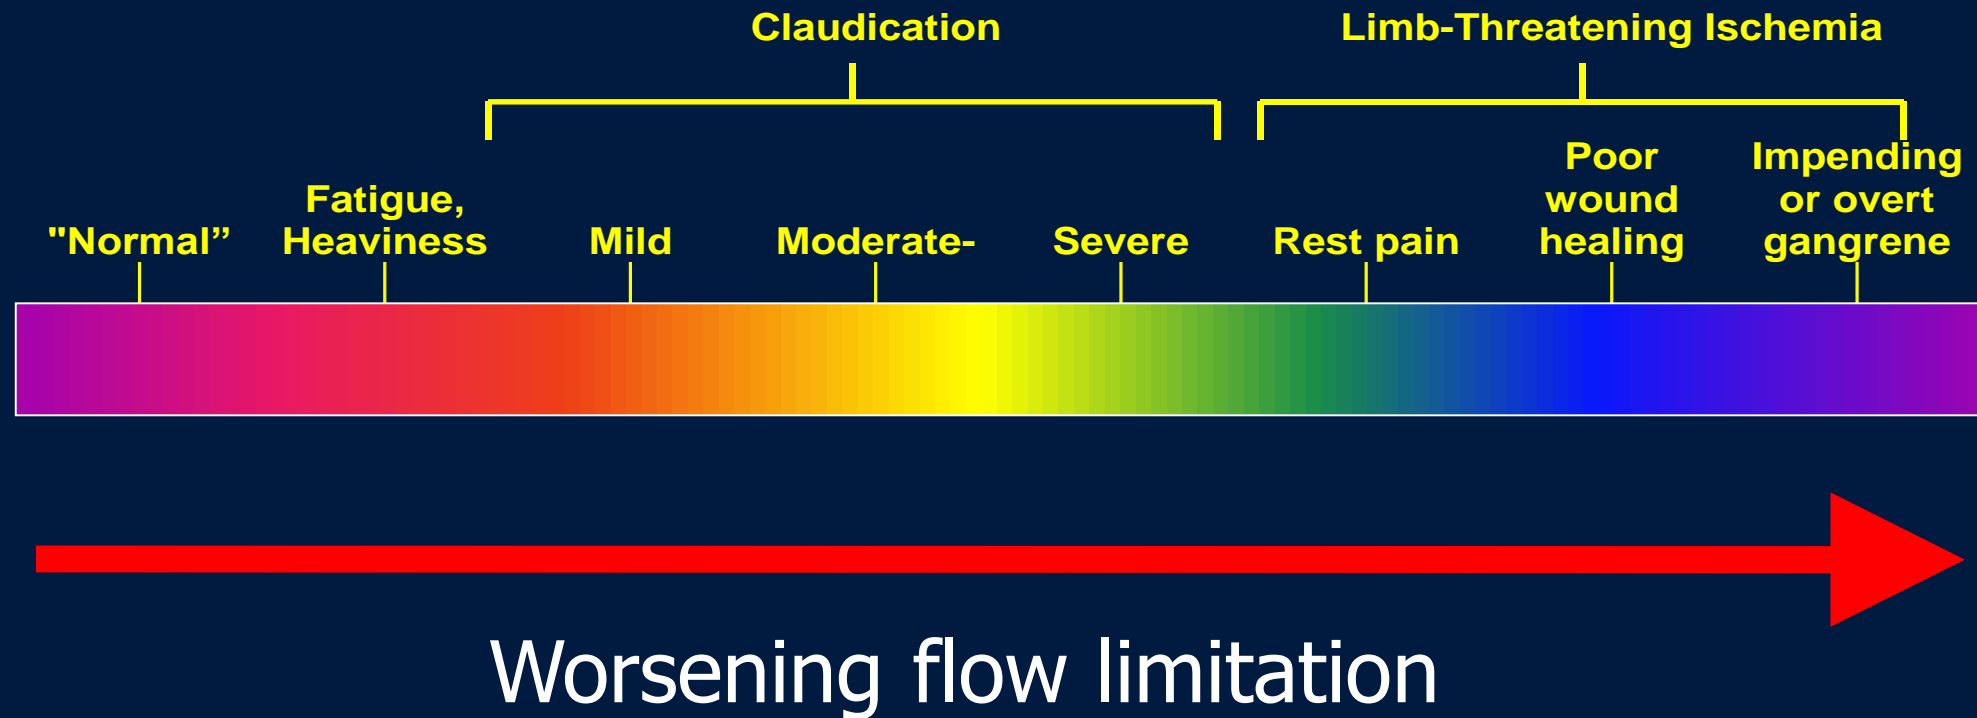 Claudication
Limb-Threatening Ischemia
"Normal”
Fatigue,
Heaviness
Mild
Moderate-
Severe
Rest pain
Poor
wound
healing
Impending
or overt
gangrene
Worsening flow limitation